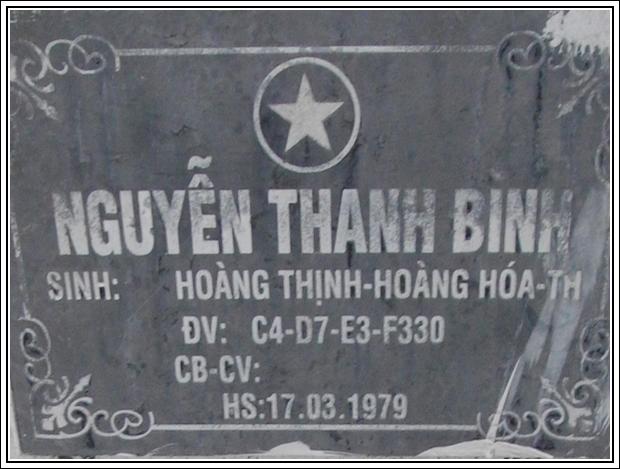 NGUYỄN THANH BINH
SINH: HOÀNG THỊNH-HOÀNG HÓA-TH
ĐV: C4-D7-E3-F330
CB-CV:
HS:17.03.1979